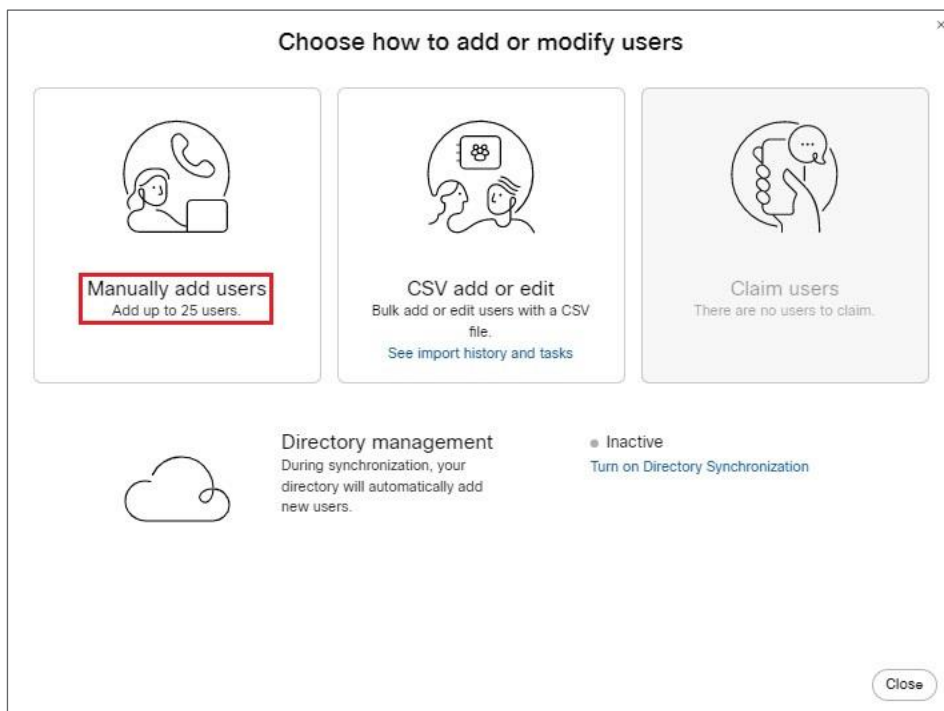 ×
Choose how to add or modify users
Manually add users
Add up to 25 users.
CSV add or edit
Bulk add or edit users with a CSV
file.
See import history and tasks
Claim users
There are no users to claim.
Directory management
During synchronization, your
directory will automatically add
new users.
Inactive
Turn on Directory Synchronization
Close